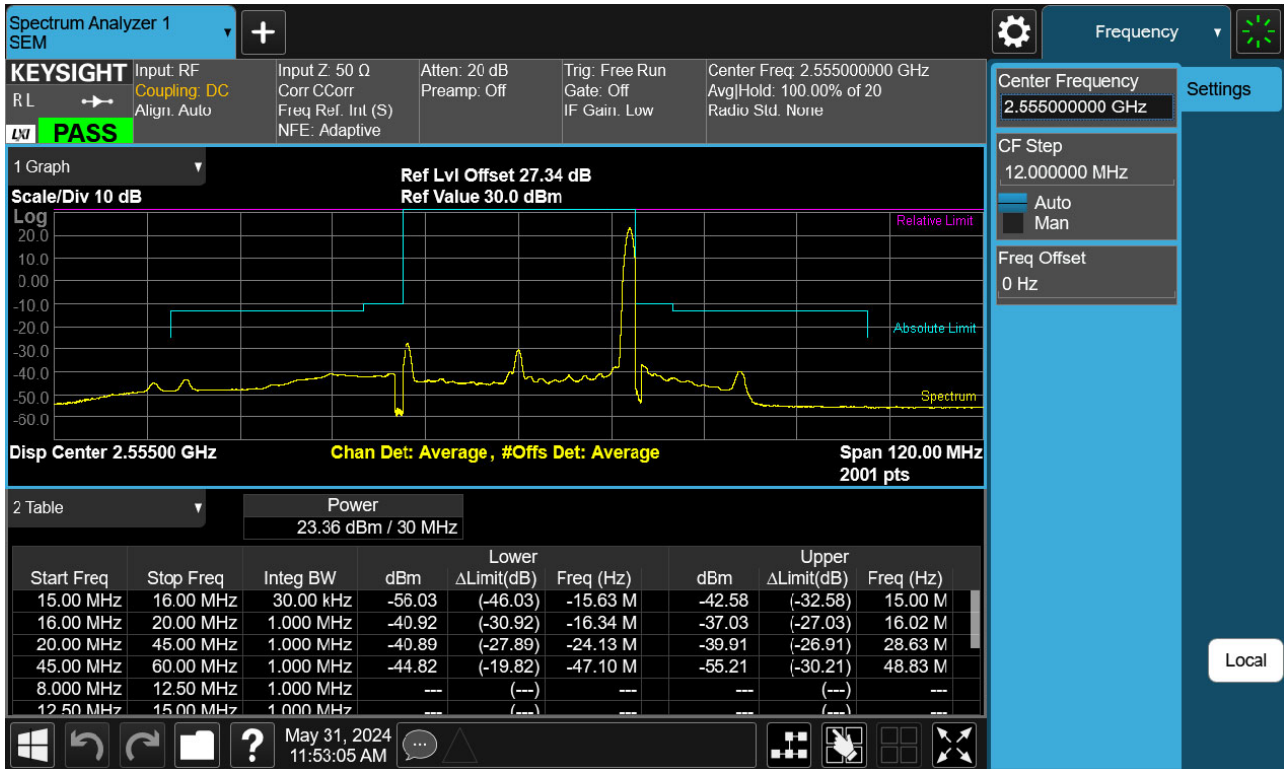 Spectrum Analyzer 1
SEM
+
Frequency
KEYSIGHT
R L
LXI
PASS
Input: RF
Coupling: DC
Align: Auto
Input Z: 50 Ω
Corr CCorr
Freq Ref: Int (S)
NFE: Adaptive
Atten: 20 dB
Preamp: Off
Trig: Free Run
Gate: Off
IF Gain: Low
Center Freq: 2.555000000 GHz
Avg|Hold: 100.00% of 20
Radio Std: None
Center Frequency
2.555000000 GHz
Settings
CF Step
12.000000 MHz
Auto
Man
Freq Offset
0 Hz
Local
1 Graph
Ref Lvl Offset 27.34 dB
Scale/Div 10 dB
Ref Value 30.0 dBm
Log
20.0
10.0
0.00
-10.0
-20.0
-30.0
-40.0
-50.0
-60.0
Relative Limit
Absolute Limit
Spectrum
Disp Center 2.55500 GHz
Chan Det: Average , #Offs Det: Average
Span 120.00 MHz
2001 pts
2 Table
Power
23.36 dBm / 30 MHz
Lower Upper
Start Freq Stop Freq Integ BW dBm ΔLimit(dB) Freq (Hz) dBm ΔLimit(dB) Freq (Hz)
15.00 MHz 16.00 MHz 30.00 kHz -56.03 (-46.03) -15.63 M -42.58 (-32.58) 15.00 M
16.00 MHz 20.00 MHz 1.000 MHz -40.92 (-30.92) -16.34 M -37.03 (-27.03) 16.02 M
20.00 MHz 45.00 MHz 1.000 MHz -40.89 (-27.89) -24.13 M -39.91 (-26.91) 28.63 M
45.00 MHz 60.00 MHz 1.000 MHz -44.82 (-19.82) -47.10 M -55.21 (-30.21) 48.83 M
8.000 MHz 12.50 MHz 1.000 MHz --- (---) --- --- (---) ---
12.50 MHz 15.00 MHz 1.000 MHz --- (---) --- --- (---) ---
?
May 31, 2024
11:53:05 AM